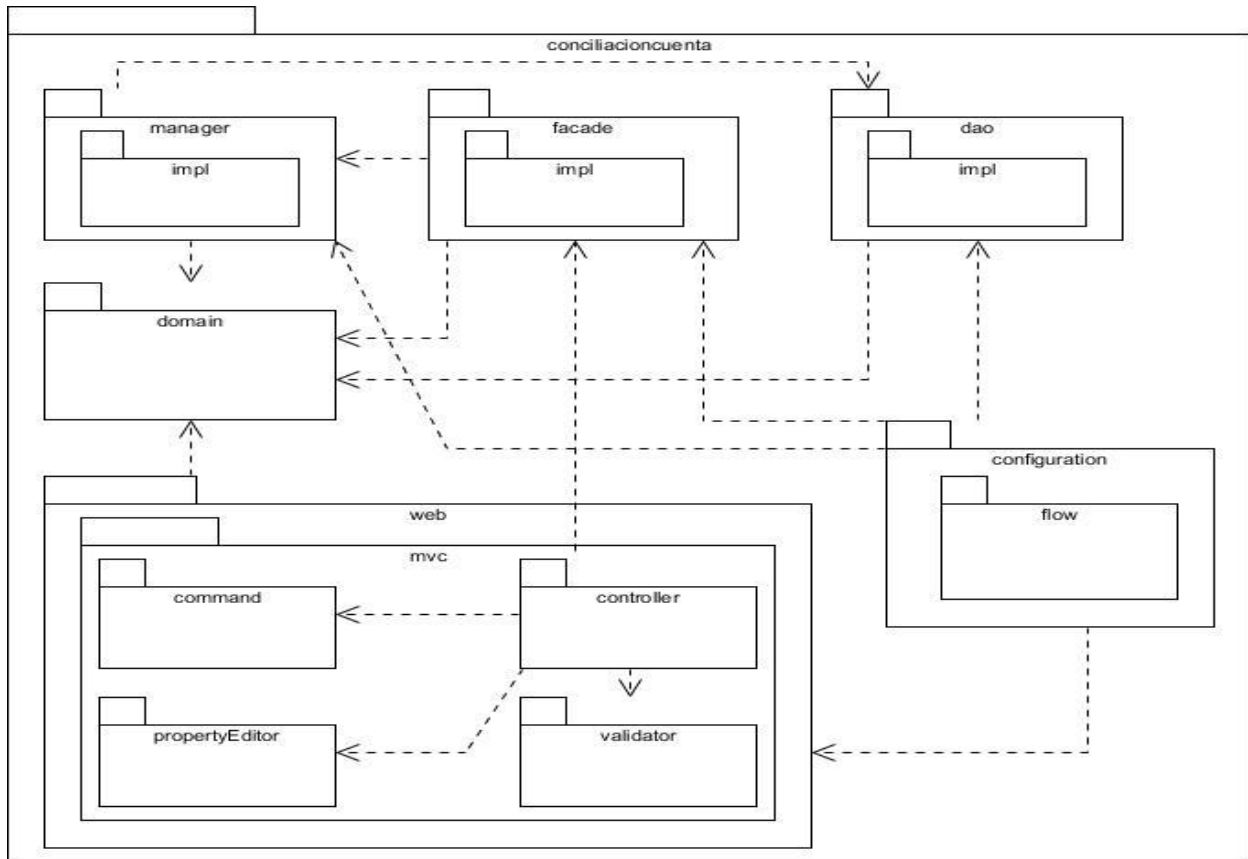 conciliacioncuenta
manager
impl
facade
impl
dao
impl
domain
configuration
flow
web
mvc
command
controller
propertyEditor
validator